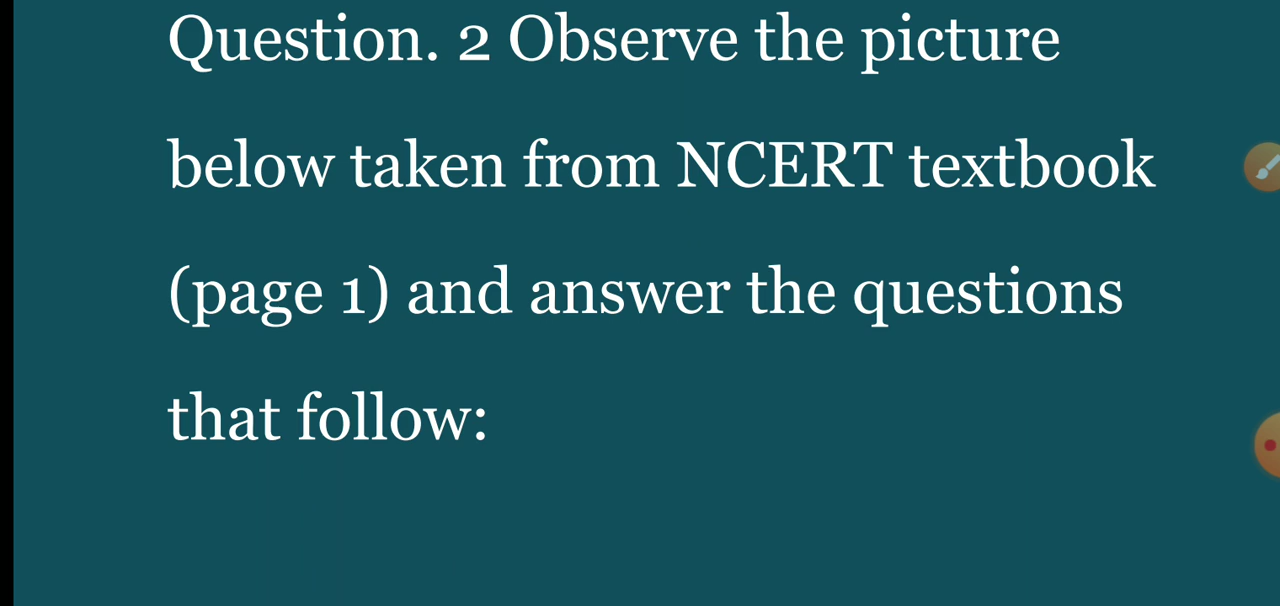 Question. 2 Observe the picture
below taken from NCERT textbook
(page 1) and answer the questions
that follow: